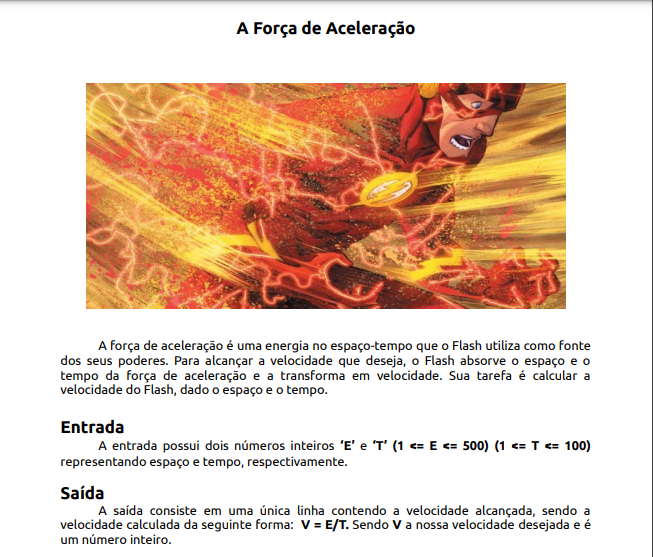 A Força de Aceleração
A força de aceleração é uma energia no espaço-tempo que o Flash utiliza como fonte
dos seus poderes. Para alcançar a velocidade que deseja, o Flash absorve o espaço e o
tempo da força de aceleração e a transforma em velocidade. Sua tarefa é calcular a
velocidade do Flash, dado o espaço e o tempo.
Entrada
A entrada possui dois números inteiros ‘E’ e ‘T’ (1 <= E <= 500) (1 <= T <= 100)
representando espaço e tempo, respectivamente.
Saída
A saída consiste em uma única linha contendo a velocidade alcançada, sendo a
velocidade calculada da seguinte forma: V = E/T. Sendo V a nossa velocidade desejada e é
um número inteiro.